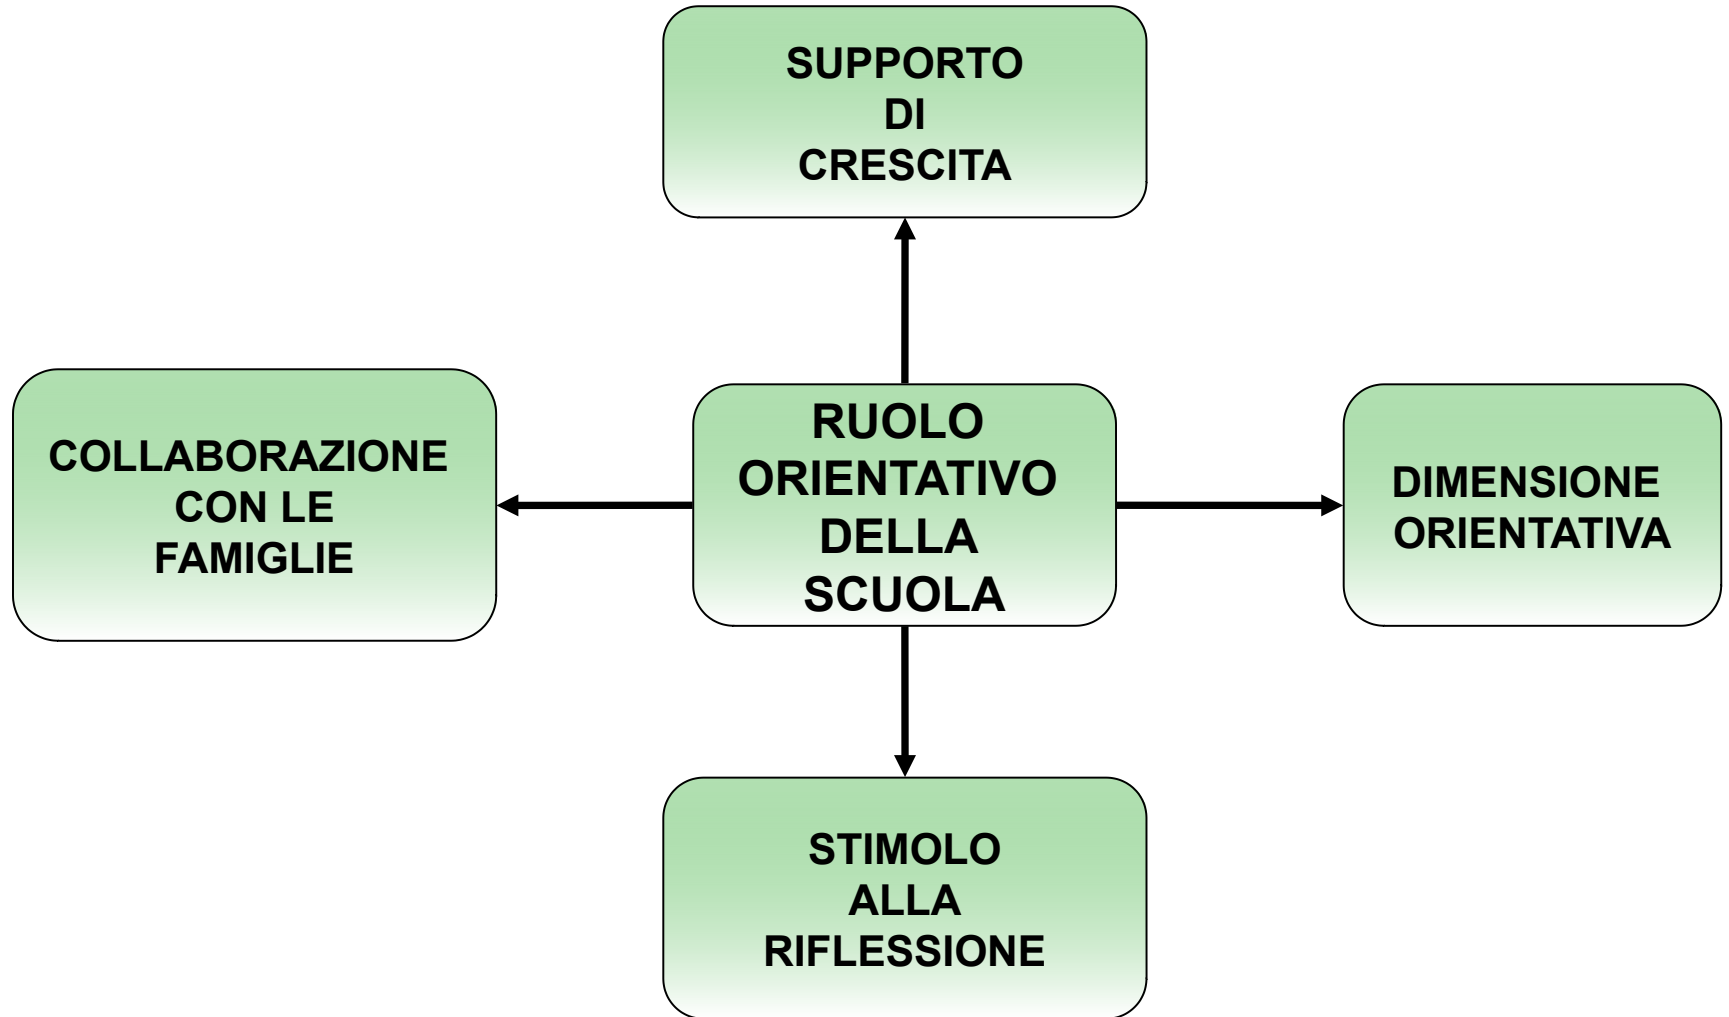 SUPPORTO
DI
CRESCITA
COLLABORAZIONE
CON LE
FAMIGLIE
RUOLO
ORIENTATIVO
DELLA
SCUOLA
DIMENSIONE
ORIENTATIVA
STIMOLO
ALLA
RIFLESSIONE